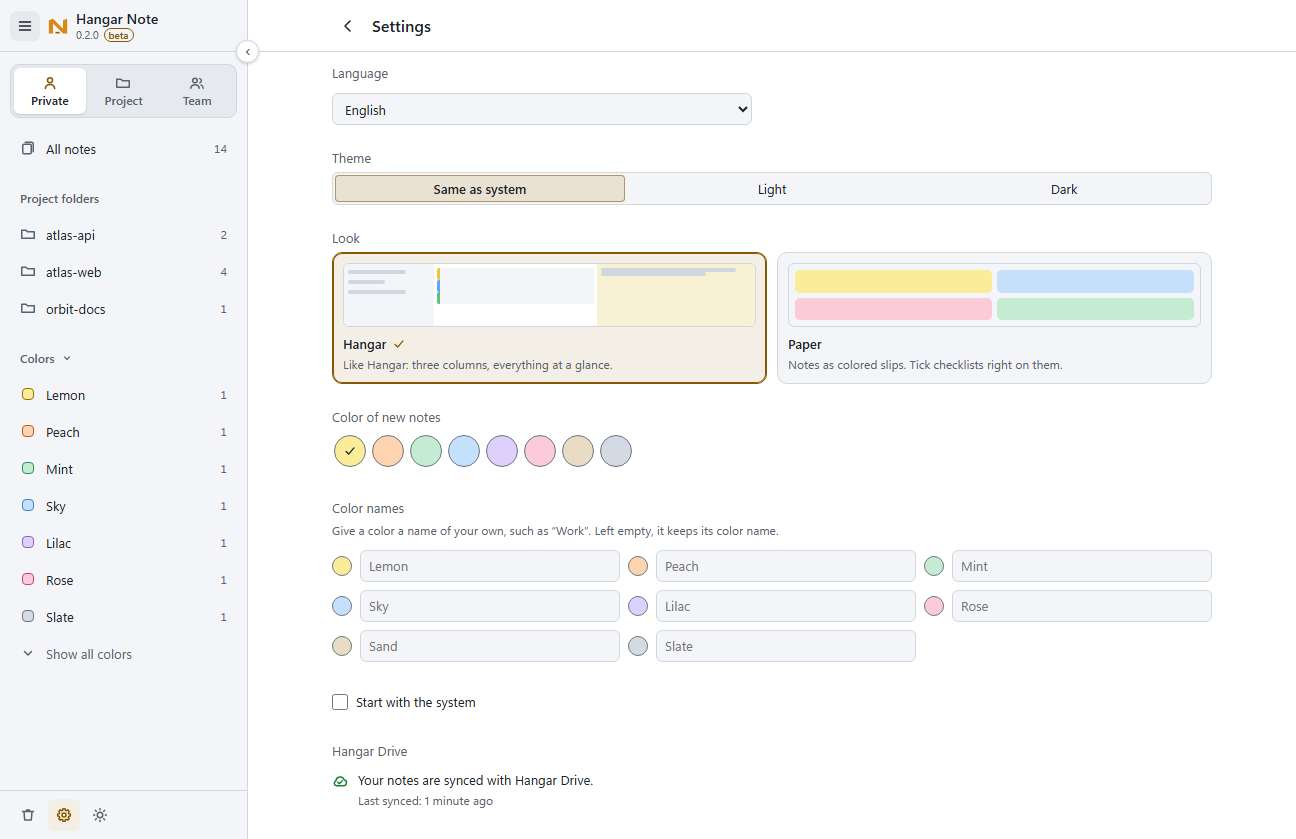 Hangar Note
0.2.0 beta
Private
Project
Team
All notes 14
Project folders
atlas-api 2
atlas-web 4
orbit-docs 1
Colors
Lemon 1
Peach 1
Mint 1
Sky 1
Lilac 1
Rose 1
Slate 1
Show all colors
Settings
Language
English
Theme
Same as system
Light
Dark
Look
Hangar
Like Hangar: three columns, everything at a glance.
Paper
Notes as colored slips. Tick checklists right on them.
Color of new notes
Color names
Give a color a name of your own, such as “Work”. Left empty, it keeps its color name.
Lemon
Peach
Mint
Sky
Lilac
Rose
Sand
Slate
Start with the system
Hangar Drive
Your notes are synced with Hangar Drive.
Last synced: 1 minute ago